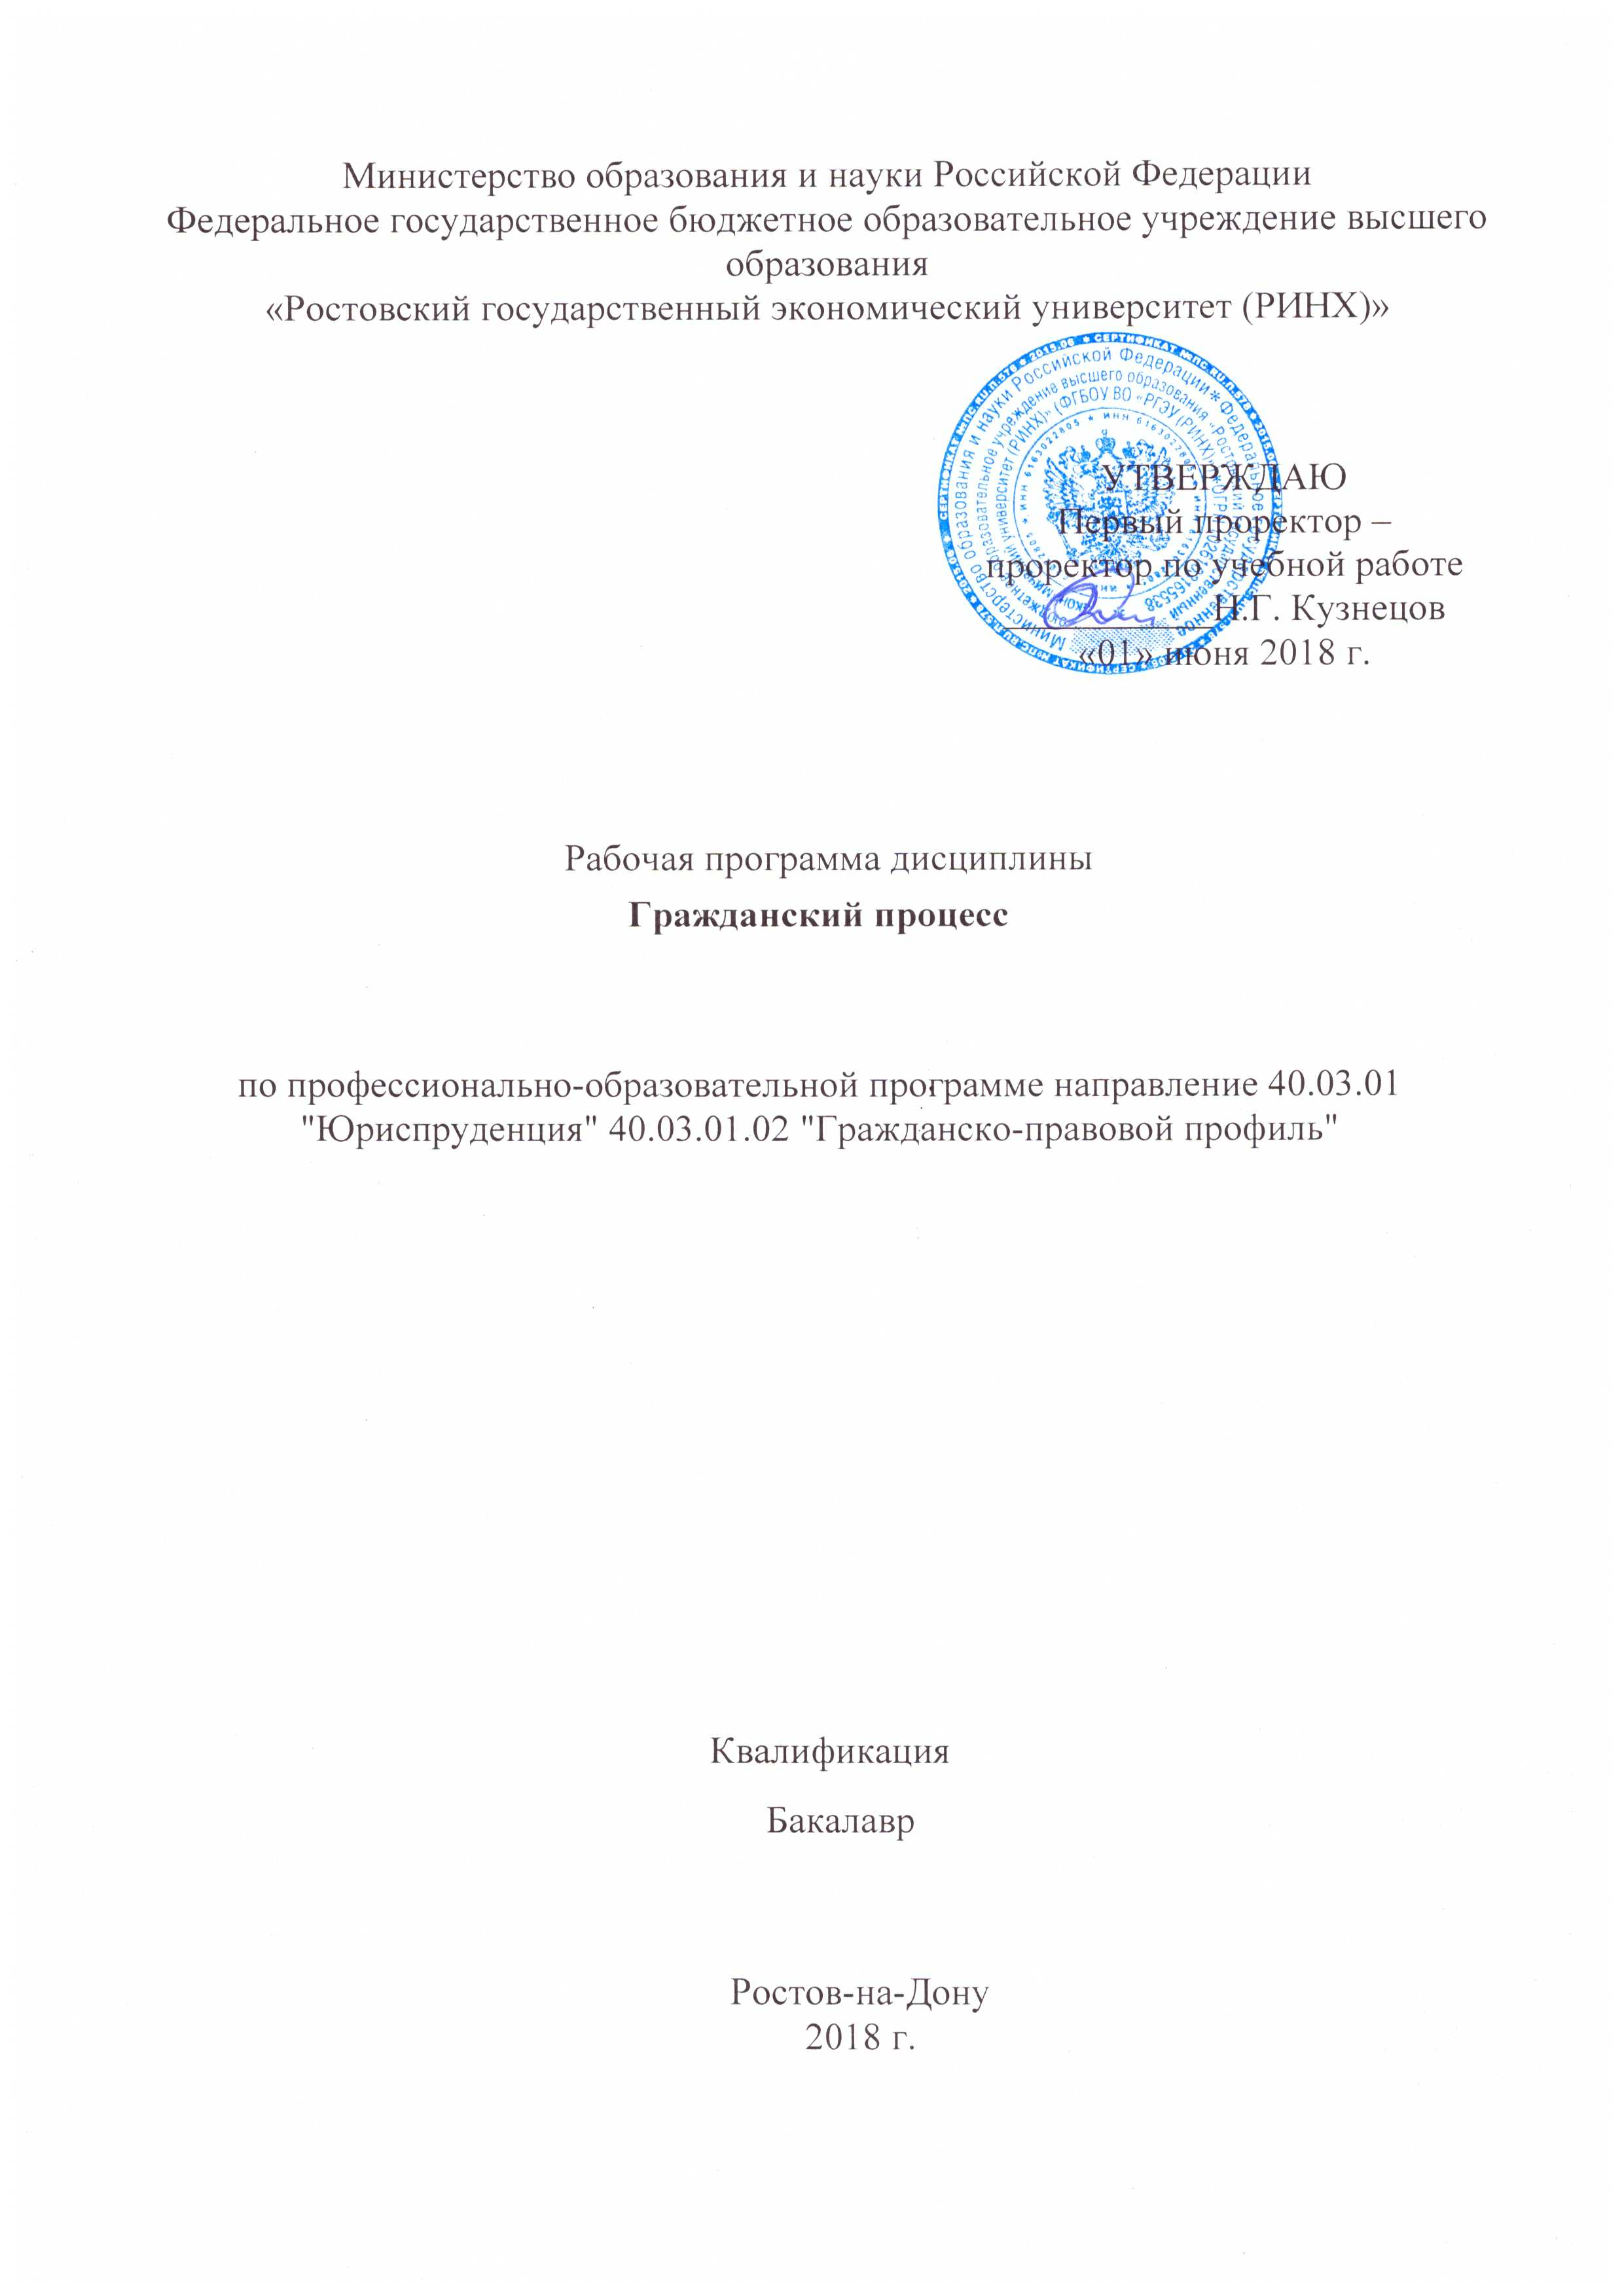 Министерство образования и науки Российской Федерации
Федеральное государственное бюджетное образовательное учреждение высшего
образования
«Ростовский государственный экономический университет (РИНХ)»
УТВЕРЖДАЮ
Первый проректор –
проректор по учебной работе
Н.Г. Кузнецов
«01» июня 2018 г.
Рабочая программа дисциплины
Гражданский процесс
по профессионально-образовательной программе направление 40.03.01
"Юриспруденция" 40.03.01.02 "Гражданско-правовой профиль"
Квалификация
Бакалавр
Ростов-на-Дону
2018 г.